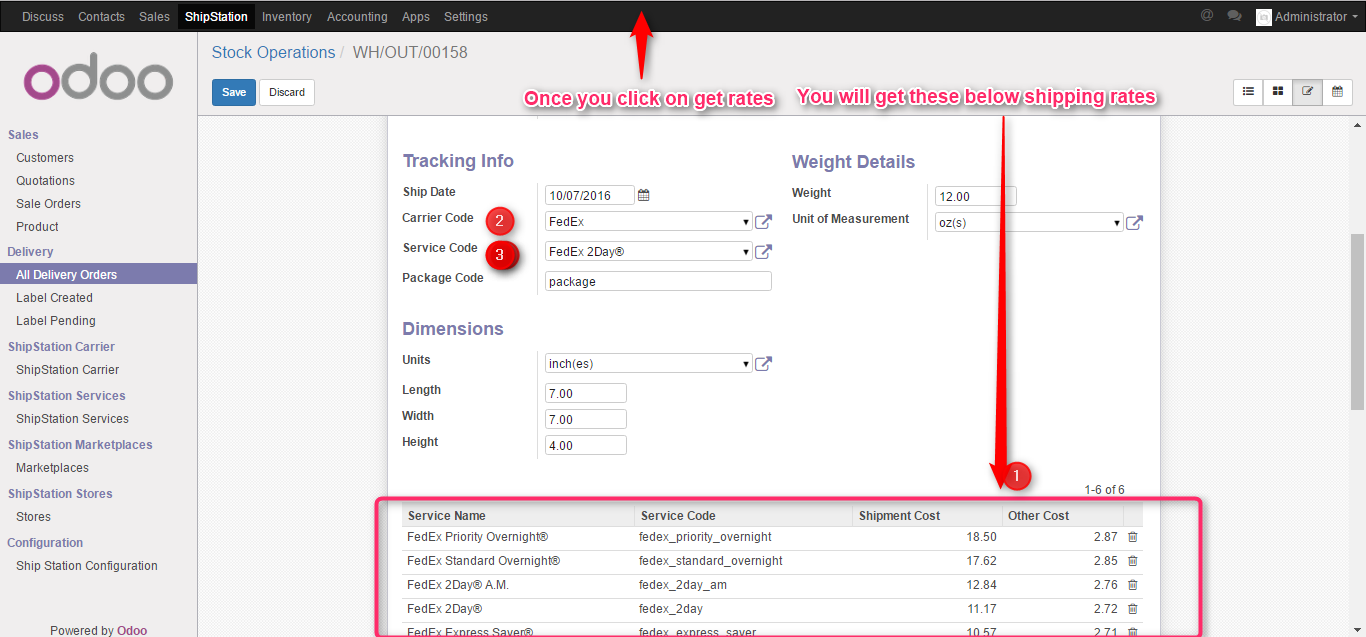 Discuss Contacts Sales ShipStation Inventory Accounting Apps Settings @ Administrator
odoo
Stock Operations / WH/OUT/00158
Save Discard
Once you click on get rates
You will get these below shipping rates
Sales
Customers
Quotations
Sale Orders
Product
Delivery
All Delivery Orders
Label Created
Label Pending
ShipStation Carrier
ShipStation Carrier
ShipStation Services
ShipStation Services
ShipStation Marketplaces
Marketplaces
ShipStation Stores
Stores
Configuration
Ship Station Configuration
Powered by Odoo
Tracking Info
Ship Date 10/07/2016
Carrier Code 2 FedEx
Service Code 3 FedEx 2Day®
Package Code package
Weight Details
Weight 12.00
Unit of Measurement oz(s)
Dimensions
Units inch(es)
Length 7.00
Width 7.00
Height 4.00
1
1-6 of 6
Service Name Service Code Shipment Cost Other Cost
FedEx Priority Overnight® fedex_priority_overnight 18.50 2.87
FedEx Standard Overnight® fedex_standard_overnight 17.62 2.85
FedEx 2Day® A.M. fedex_2day_am 12.84 2.76
FedEx 2Day® fedex_2day 11.17 2.72
FedEx Express Saver® fedex_express_saver 10.57 2.71